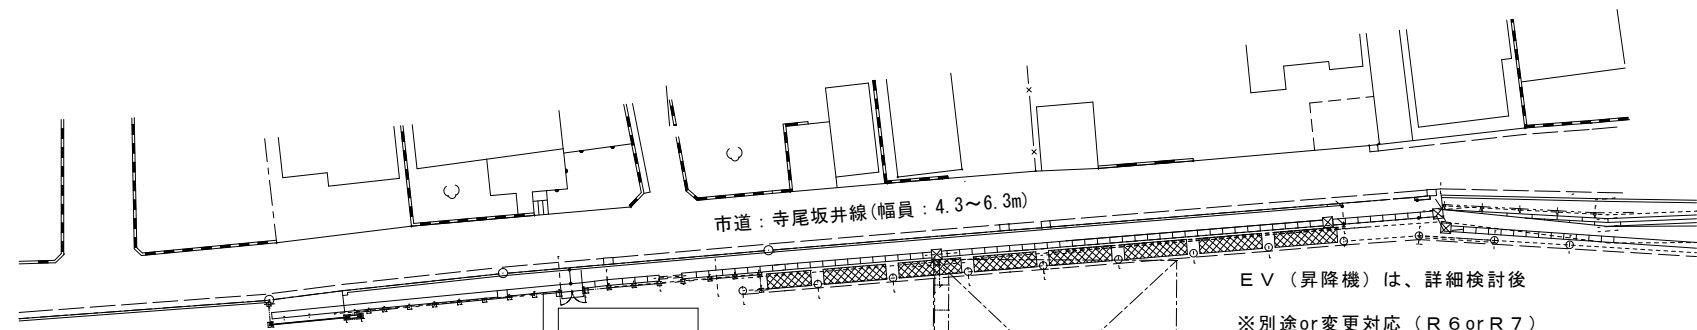 市道：寺尾坂井線(幅員：4.3～6.3m)
ＥＶ（昇降機）は、詳細検討後
※別途or変更対応（Ｒ６orＲ７）